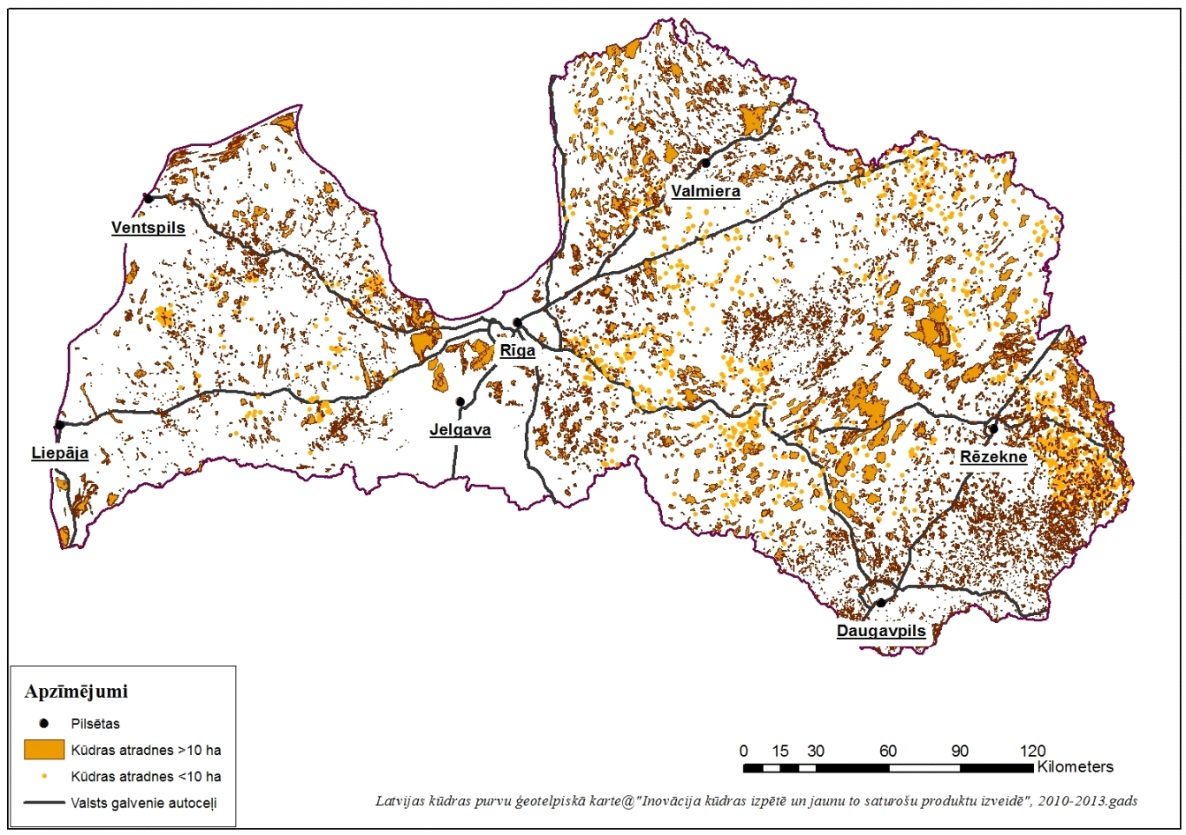 Valmiera
Ventspils
Rīga
Jelgava
Liepāja
Rēzekne
Daugavpils
Apzīmējumi
Pilsētas
Kūdras atradnes >10 ha
Kūdras atradnes <10 ha
Valsts galvenie autoceļi
0 15 30 60 90 120
Kilometers
Latvijas kūdras purvu ģeotelpiskā karte@"Inovācija kūdras izpētē un jaunu to saturošu produktu izveidē", 2010-2013.gads